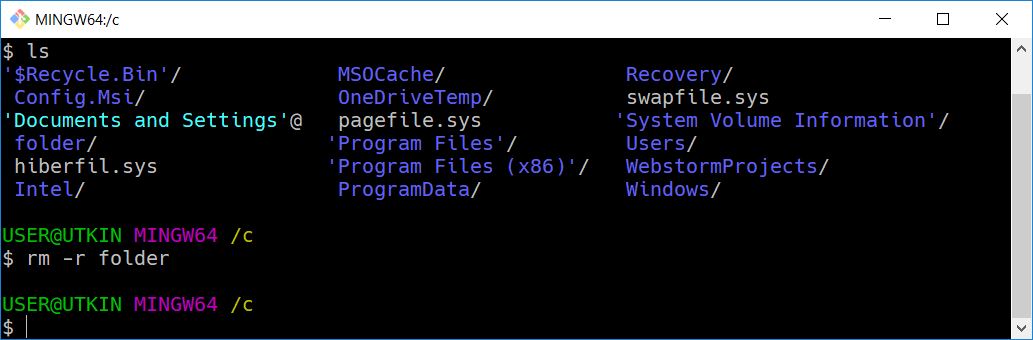 MINGW64:/c
$ ls
'$Recycle.Bin'/ MSOCache/ Recovery/
Config.Msi/ OneDriveTemp/ swapfile.sys
'Documents and Settings'@ pagefile.sys 'System Volume Information'/
folder/ 'Program Files'/ Users/
hiberfil.sys 'Program Files (x86)'/ WebstormProjects/
Intel/ ProgramData/ Windows/
USER@UTKIN MINGW64 /c
$ rm -r folder
USER@UTKIN MINGW64 /c
$